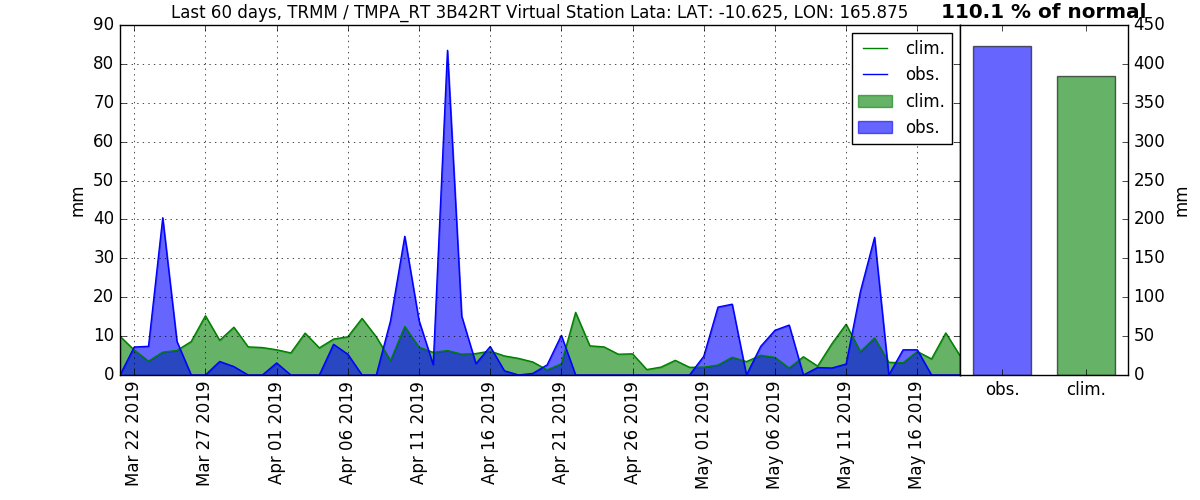 Last 60 days, TRMM / TMPA_RT 3B42RT Virtual Station Lata: LAT: -10.625, LON: 165.875
110.1 % of normal
90
80
70
60
50
40
30
20
10
0
mm
clim.
obs.
clim.
obs.
450
400
350
300
250
200
150
100
50
0
mm
Mar 22 2019
Mar 27 2019
Apr 01 2019
Apr 06 2019
Apr 11 2019
Apr 16 2019
Apr 21 2019
Apr 26 2019
May 01 2019
May 06 2019
May 11 2019
May 16 2019
obs.
clim.